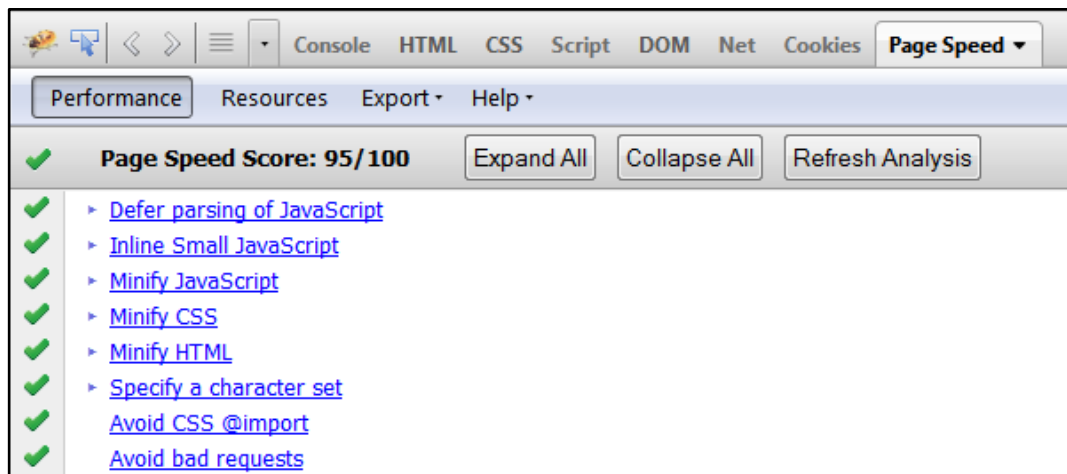 Console HTML CSS Script DOM Net Cookies Page Speed
Performance Resources Export Help
Page Speed Score: 95/100 Expand All Collapse All Refresh Analysis
Defer parsing of JavaScript
Inline Small JavaScript
Minify JavaScript
Minify CSS
Minify HTML
Specify a character set
Avoid CSS @import
Avoid bad requests